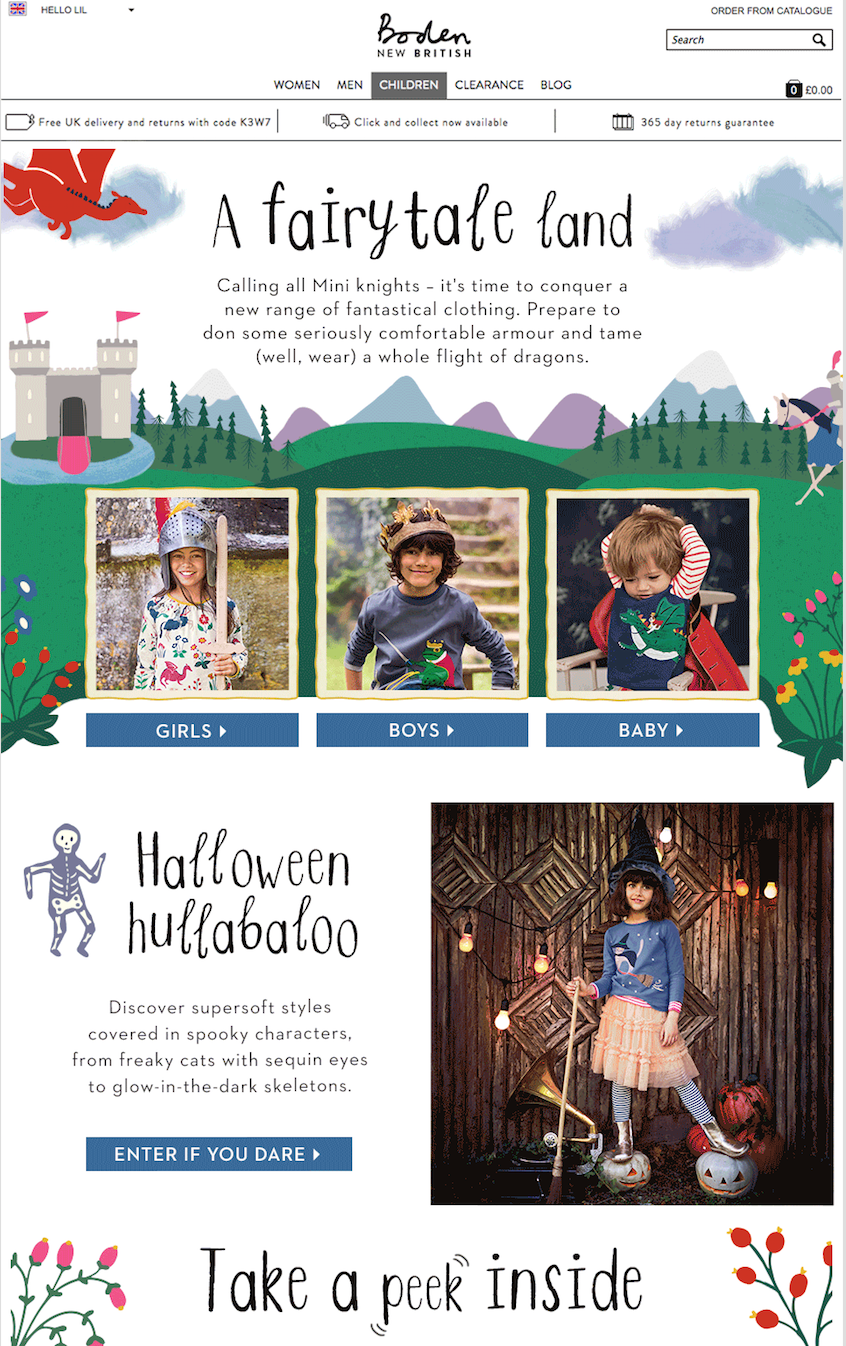 HELLO LIL
ORDER FROM CATALOGUE
Boden
NEW BRITISH
Search
WOMEN MEN CHILDREN CLEARANCE BLOG
0 £0.00
Free UK delivery and returns with code K3W7
Click and collect now available
365 day returns guarantee
A fairytale land
Calling all Mini knights – it's time to conquer a
new range of fantastical clothing. Prepare to
don some seriously comfortable armour and tame
(well, wear) a whole flight of dragons.
GIRLS
BOYS
BABY
Halloween
hullabaloo
Discover supersoft styles
covered in spooky characters,
from freaky cats with sequin eyes
to glow-in-the-dark skeletons.
ENTER IF YOU DARE
Take a peek inside